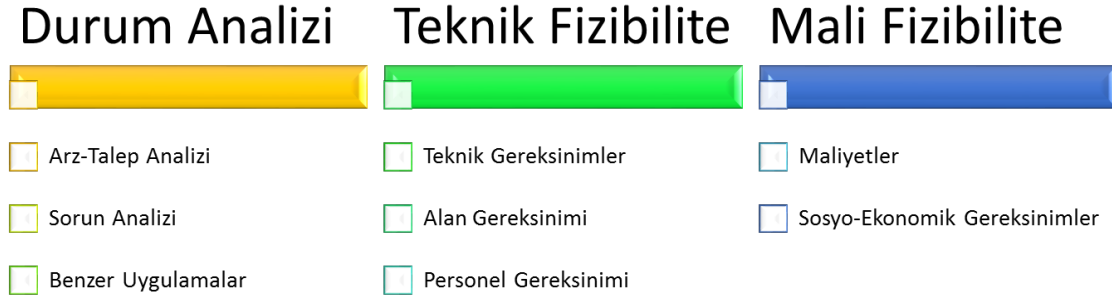 Durum Analizi
Arz-Talep Analizi
Sorun Analizi
Benzer Uygulamalar
Teknik Fizibilite
Teknik Gereksinimler
Alan Gereksinimi
Personel Gereksinimi
Mali Fizibilite
Maliyetler
Sosyo-Ekonomik Gereksinimler